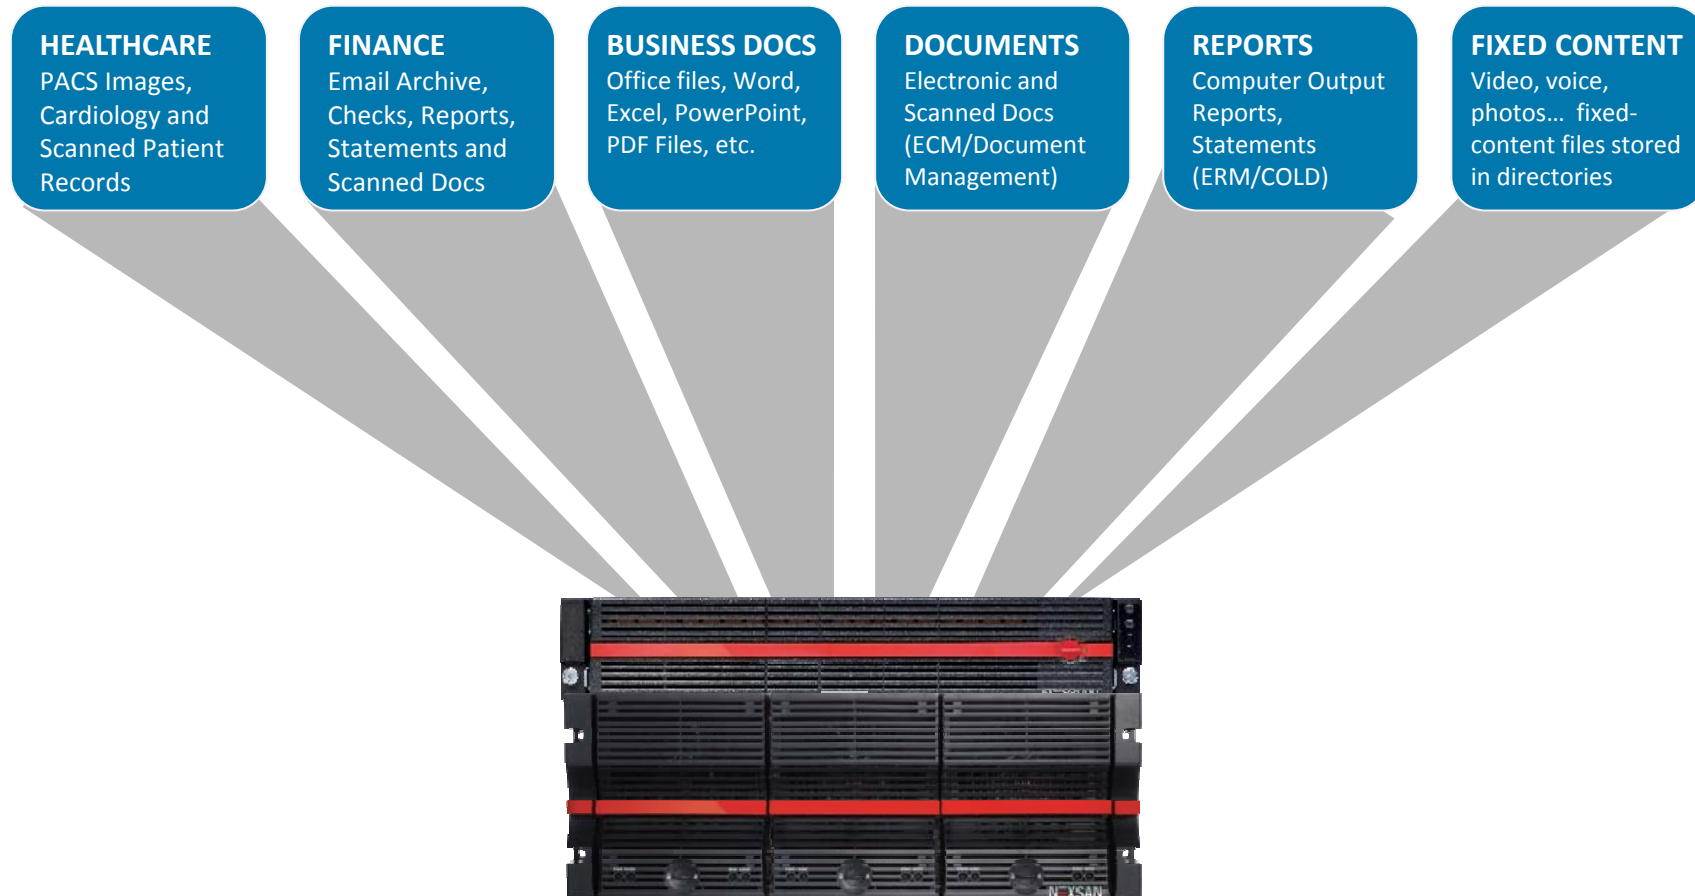 HEALTHCARE
PACS Images,
Cardiology and
Scanned Patient
Records
FINANCE
Email Archive,
Checks, Reports,
Statements and
Scanned Docs
BUSINESS DOCS
Office files, Word,
Excel, PowerPoint,
PDF Files, etc.
DOCUMENTS
Electronic and
Scanned Docs
(ECM/Document
Management)
REPORTS
Computer Output
Reports,
Statements
(ERM/COLD)
FIXED CONTENT
Video, voice,
photos… fixed-
content files stored
in directories
NEXSAN